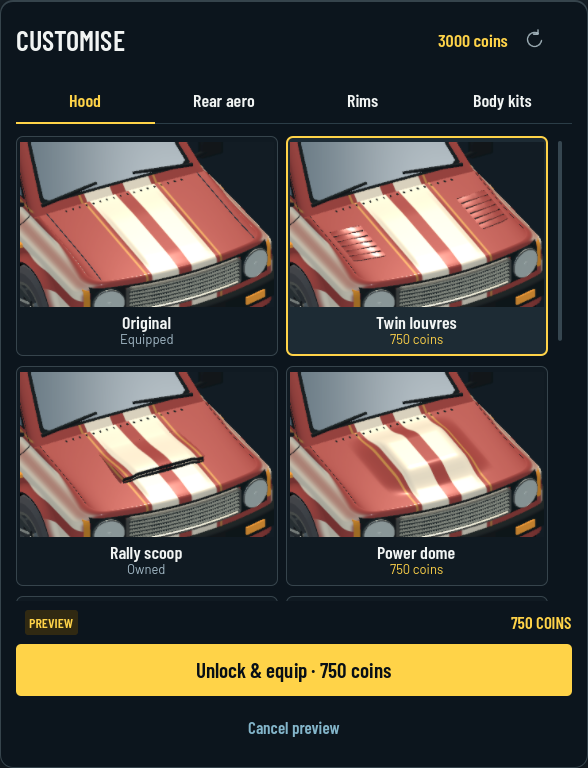 CUSTOMISE
3000 coins
Hood
Rear aero
Rims
Body kits
Original
Equipped
Twin louvres
750 coins
Rally scoop
Owned
Power dome
750 coins
PREVIEW
750 COINS
Unlock & equip · 750 coins
Cancel preview